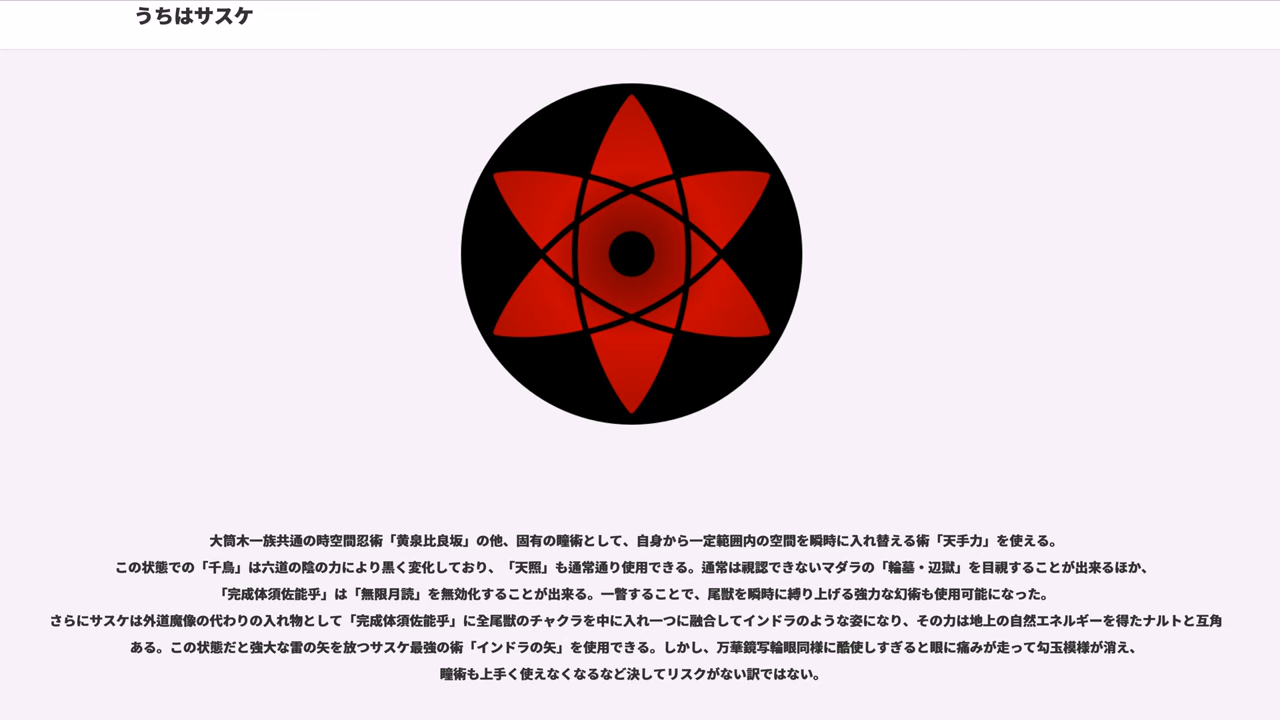 うちはサスケ
大筒木一族共通の時空間忍術「黄泉比良坂」の他、固有の瞳術として、自身から一定範囲内の空間を瞬時に入れ替える術「天手力」を使える。
この状態での「千鳥」は六道の陰の力により黒く変化しており、「天照」も通常通り使用できる。通常は視認できないマダラの「輪墓・辺獄」を目視することが出来るほか、
「完成体須佐能乎」は「無限月読」を無効化することが出来る。一瞥することで、尾獣を瞬時に縛り上げる強力な幻術も使用可能になった。
さらにサスケは外道魔像の代わりの入れ物として「完成体須佐能乎」に全尾獣のチャクラを中に入れ一つに融合してインドラのような姿になり、その力は地上の自然エネルギーを得たナルトと互角
ある。この状態だと強大な雷の矢を放つサスケ最強の術「インドラの矢」を使用できる。しかし、万華鏡写輪眼同様に酷使しすぎると眼に痛みが走って勾玉模様が消え、
瞳術も上手く使えなくなるなど決してリスクがない訳ではない。